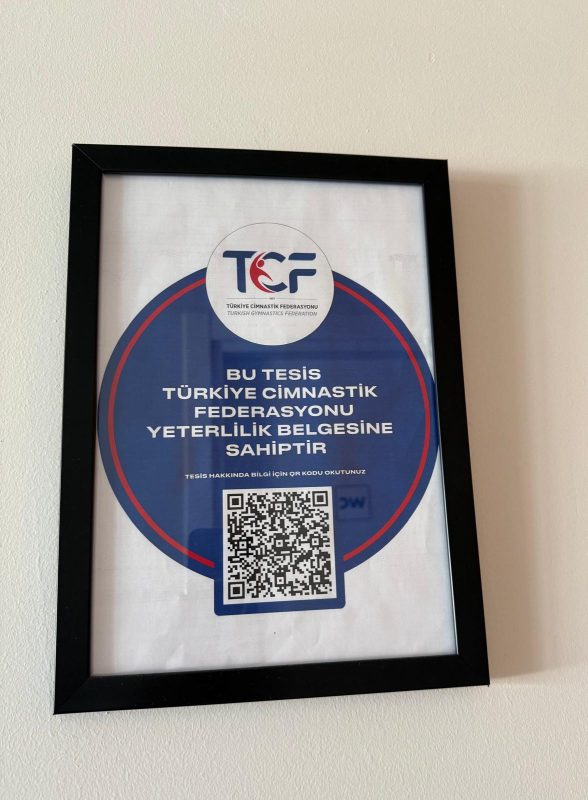 TCF
TÜRKİYE CİMNASTİK FEDERASYONU
TURKISH GYMNASTICS FEDERATION
BU TESİS
TÜRKİYE CİMNASTİK
FEDERASYONU
YETERLİLİK BELGESİNE
SAHİPTİR
TESİS HAKKINDA BİLGİ İÇİN QR KODU OKUTUNUZ